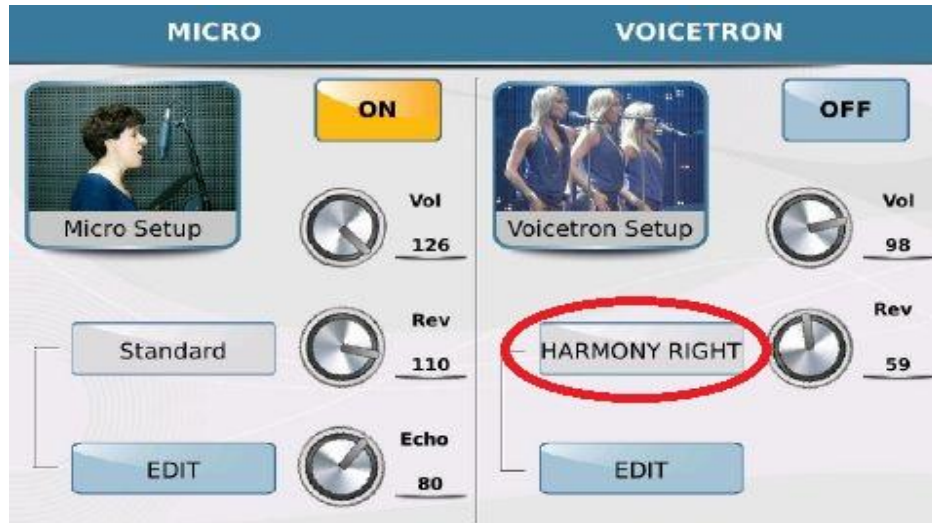 MICRO
ON
Micro Setup
Vol
126
Standard
Rev
110
EDIT
Echo
80
VOICETRON
OFF
Voicetron Setup
Vol
98
HARMONY RIGHT
Rev
59
EDIT